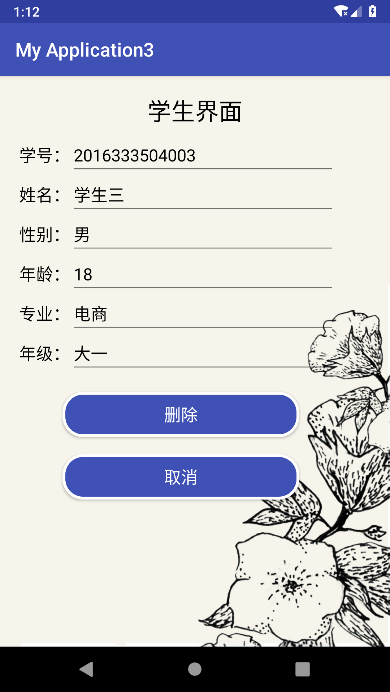 1:12
My Application3
学生界面
学号： 2016333504003
姓名： 学生三
性别： 男
年龄： 18
专业： 电商
年级： 大一
删除
取消